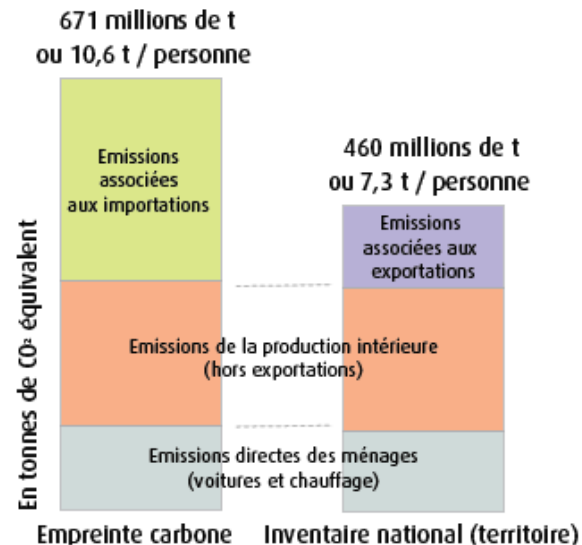 671 millions de t
ou 10,6 t / personne
Emissions
associées
aux importations
460 millions de t
ou 7,3 t / personne
Emissions
associées aux
exportations
Emissions de la production intérieure
(hors exportations)
Emissions directes des ménages
(voitures et chauffage)
En tonnes de CO² équivalent
Empreinte carbone
Inventaire national (territoire)